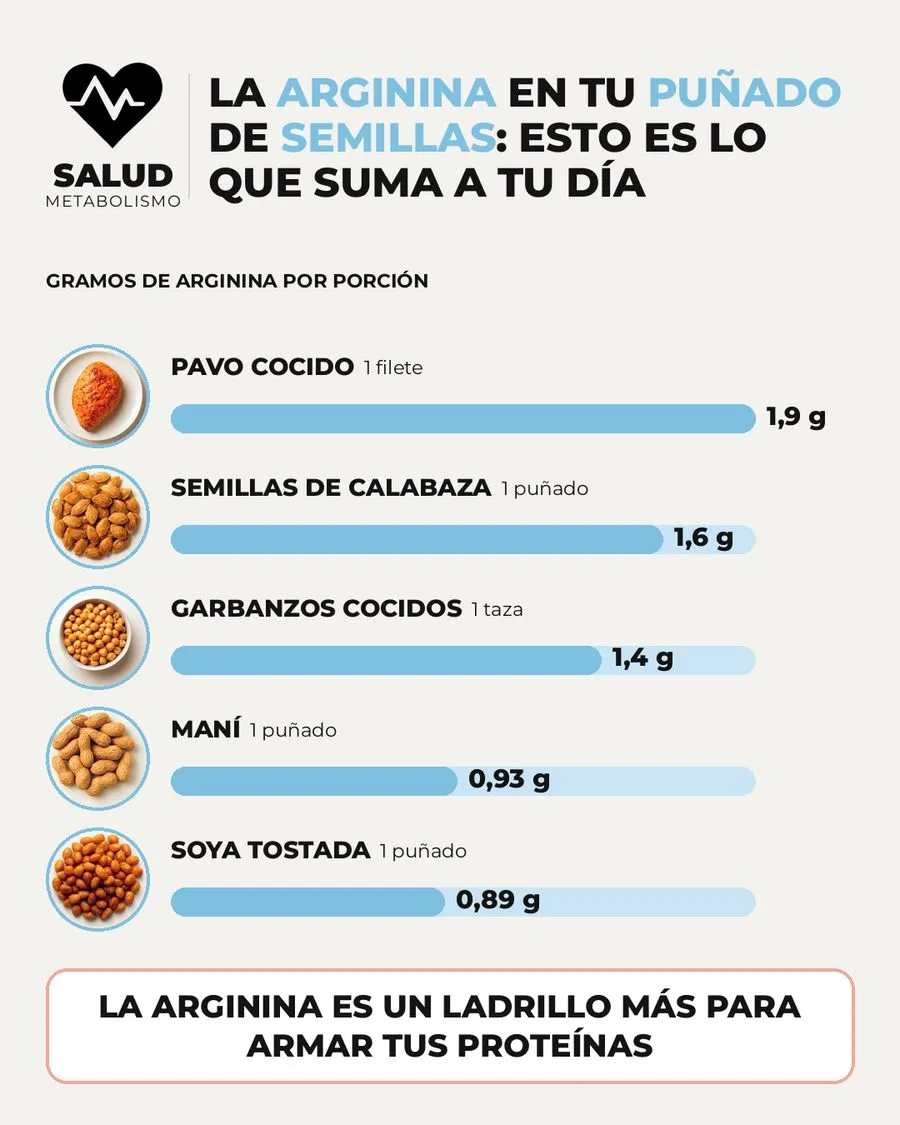 SALUD
METABOLISMO
LA ARGININA EN TU PUÑADO
DE SEMILLAS: ESTO ES LO
QUE SUMA A TU DÍA
GRAMOS DE ARGININA POR PORCIÓN
PAVO COCIDO 1 filete
1,9 g
SEMILLAS DE CALABAZA 1 puñado
1,6 g
GARBANZOS COCIDOS 1 taza
1,4 g
MANÍ 1 puñado
0,93 g
SOYA TOSTADA 1 puñado
0,89 g
LA ARGININA ES UN LADRILLO MÁS PARA
ARMAR TUS PROTEÍNAS